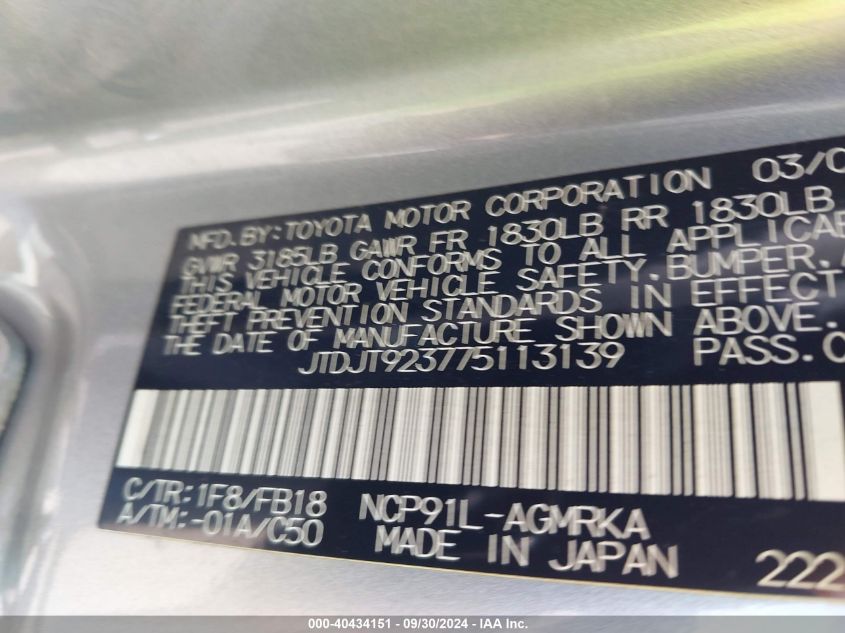 MFD.BY:TOYOTA MOTOR CORPORATION 03/0
GVWR 3185LB GAWR FR 1830LB RR 1830LB
THIS VEHICLE CONFORMS TO ALL APPLICAB
FEDERAL MOTOR VEHICLE SAFETY,BUMPER,A
THEFT PREVENTION STANDARDS IN EFFECT
THE DATE OF MANUFACTURE SHOWN ABOVE.
JTDJT923775113139 PASS.C
C/TR:1F8/FB18 NCP91L-AGMRKA
A/TM:-01A/C50 MADE IN JAPAN 222
000-40434151 - 09/30/2024 - IAA Inc.